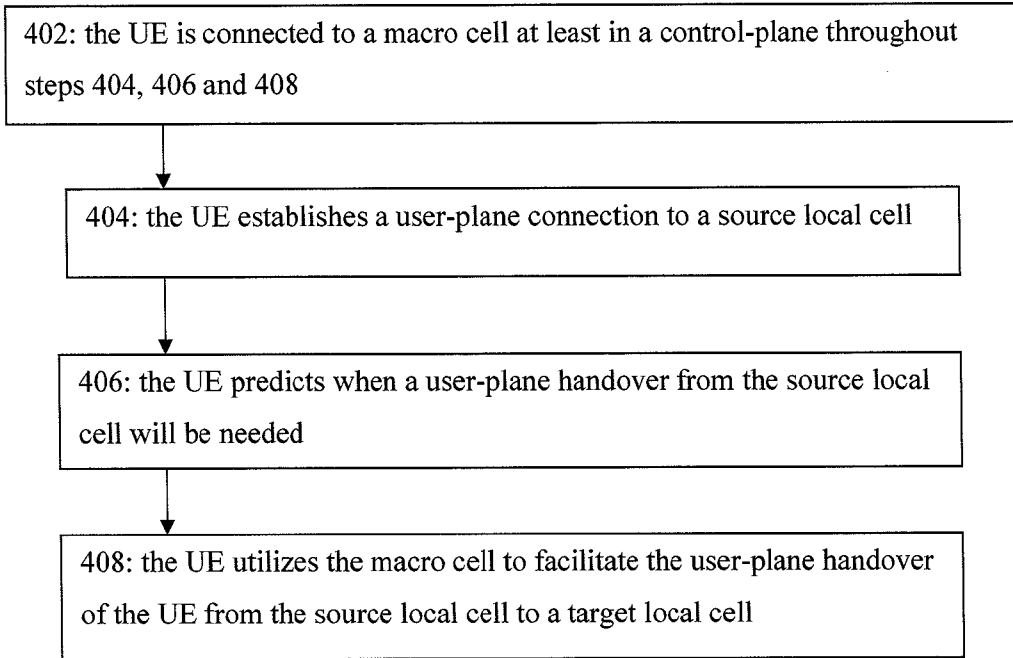 402: the UE is connected to a macro cell at least in a control-plane throughout
steps 404, 406 and 408
404: the UE establishes a user-plane connection to a source local cell
406: the UE predicts when a user-plane handover from the source local
cell will be needed
408: the UE utilizes the macro cell to facilitate the user-plane handover
of the UE from the source local cell to a target local cell